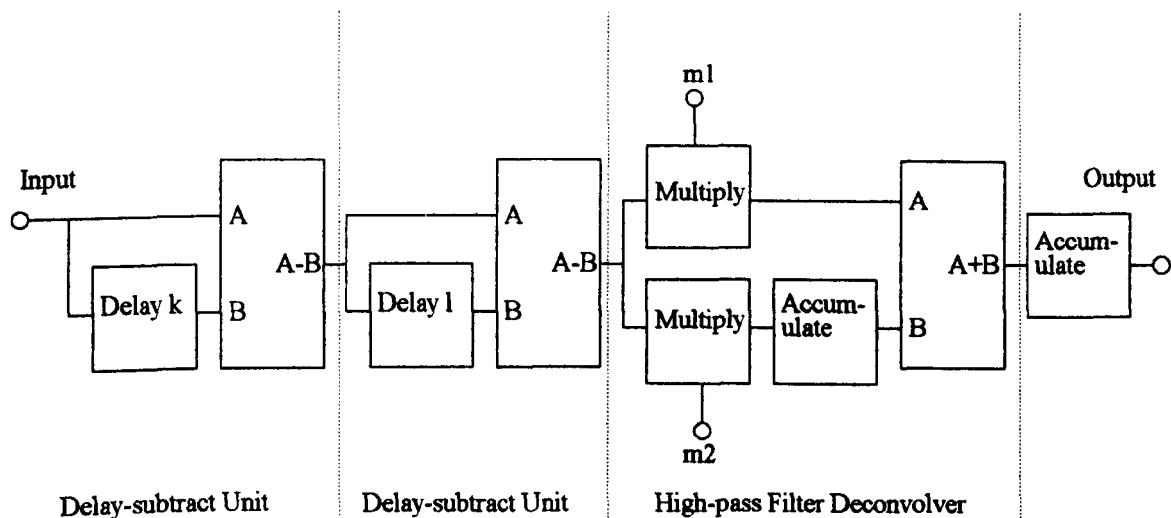 m1
Input
Multiply
Output
A
A
A
Accum-
ulate
A-B
A-B
A+B
Delay k
B
Delay l
B
Multiply
Accum-
ulate
B
m2
Delay-subtract Unit
Delay-subtract Unit
High-pass Filter Deconvolver